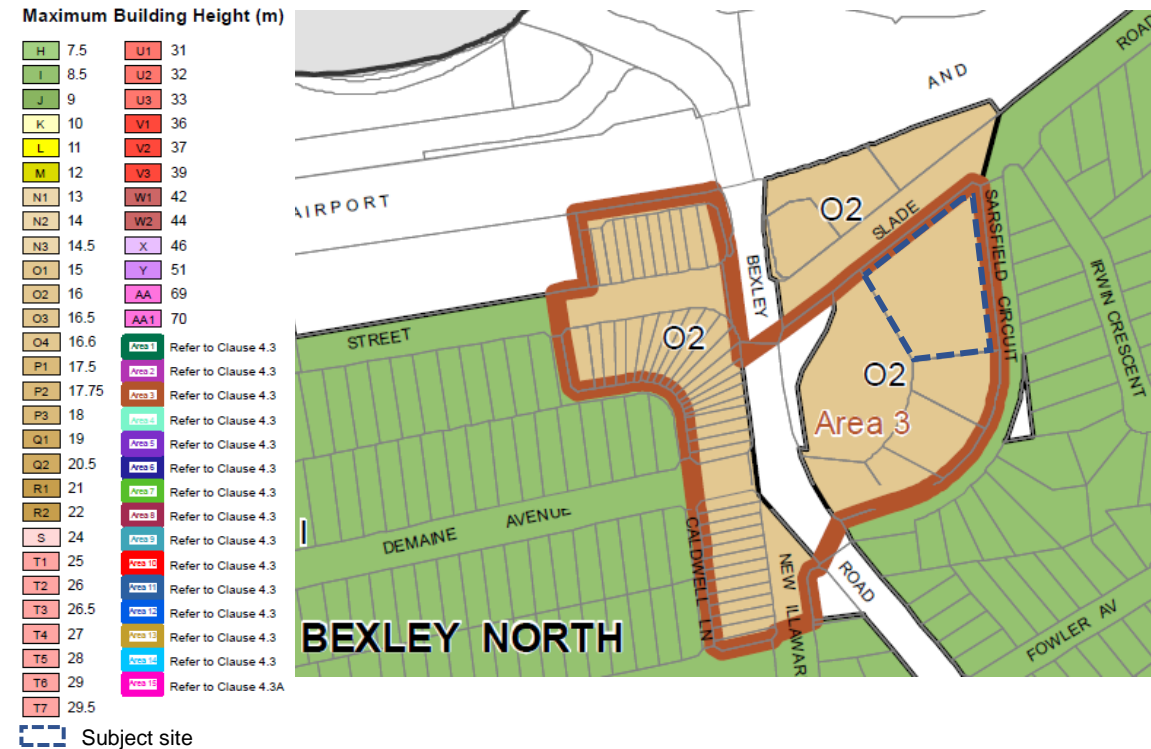 Maximum Building Height (m)
H 7.5
I 8.5
J 9
K 10
L 11
M 12
N1 13
N2 14
N3 14.5
O1 15
O2 16
O3 16.5
O4 16.6
P1 17.5
P2 17.75
P3 18
Q1 19
Q2 20.5
R1 21
R2 22
S 24
T1 25
T2 26
T3 26.5
T4 27
T5 28
T6 29
T7 29.5
U1 31
U2 32
U3 33
V1 36
V2 37
V3 39
W1 42
W2 44
X 46
Y 51
AA 69
AA1 70
Area 1 Refer to Clause 4.3
Area 2 Refer to Clause 4.3
Area 3 Refer to Clause 4.3
Area 4 Refer to Clause 4.3
Area 5 Refer to Clause 4.3
Area 6 Refer to Clause 4.3
Area 7 Refer to Clause 4.3
Area 8 Refer to Clause 4.3
Area 9 Refer to Clause 4.3
Area 10 Refer to Clause 4.3
Area 11 Refer to Clause 4.3
Area 12 Refer to Clause 4.3
Area 13 Refer to Clause 4.3
Area 14 Refer to Clause 4.3
Area 15 Refer to Clause 4.3A
Subject site
ROAD
AND
AIRPORT
O2
SLADE
SARSFIELD CIRCUIT
BEXLEY
IRWIN CRESCENT
STREET
O2
O2
Area 3
I
DEMAINE AVENUE
CALDWELL LN
NEW ILLAWAR
ROAD
FOWLER AV
BEXLEY NORTH